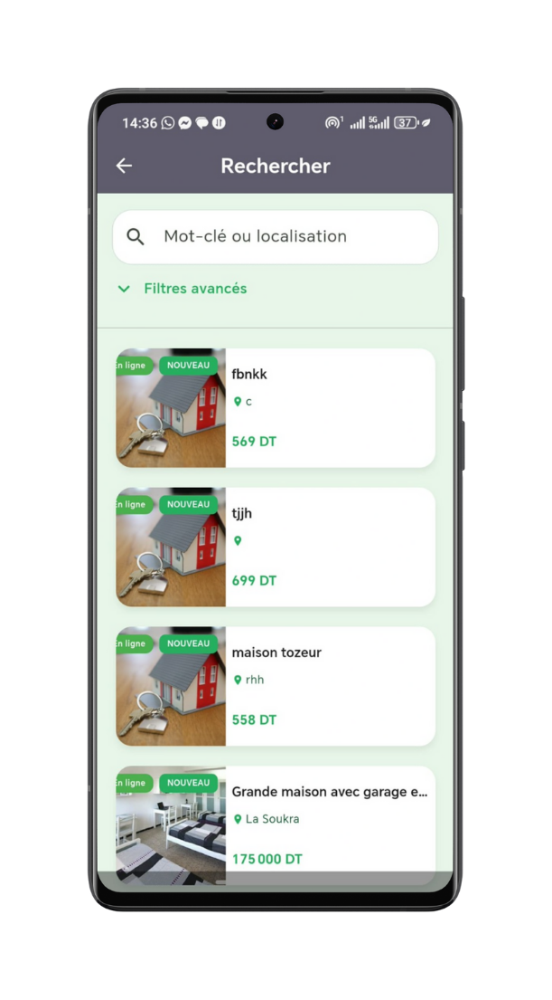 14:36
1 5G 37
Rechercher
Mot-clé ou localisation
Filtres avancés
En ligne NOUVEAU
fbnkk
c
569 DT
En ligne NOUVEAU
tjjh
699 DT
En ligne NOUVEAU
maison tozeur
rhh
558 DT
En ligne NOUVEAU
Grande maison avec garage e...
La Soukra
175 000 DT